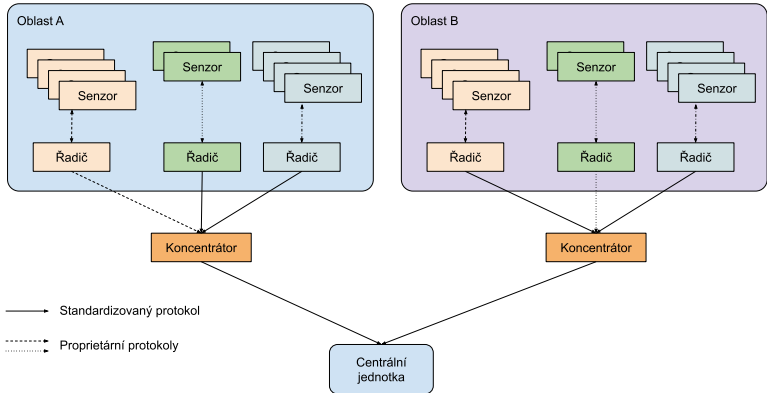 Oblast A
Oblast B
Senzor
Senzor
Senzor
Senzor
Senzor
Senzor
Řadič
Řadič
Řadič
Řadič
Řadič
Řadič
Koncentrátor
Koncentrátor
Standardizovaný protokol
Proprietární protokoly
Centrální
jednotka